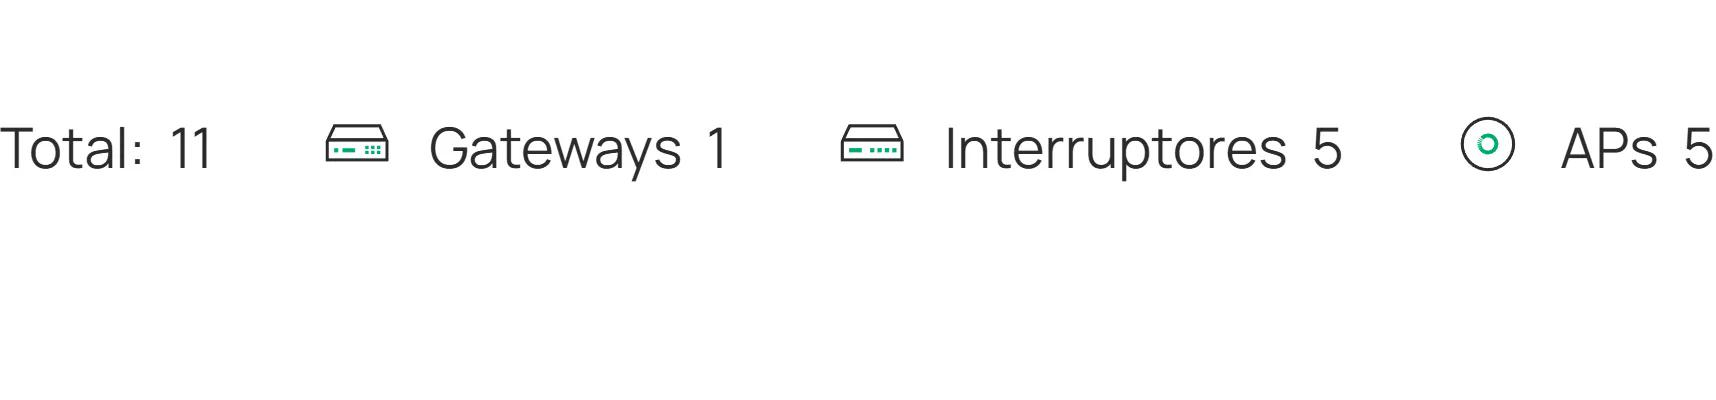 Total: 11 Gateways 1 Interruptores 5 APs 5